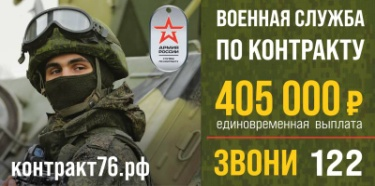 ВОЕННАЯ СЛУЖБА
ПО КОНТРАКТУ
АРМИЯ
РОССИИ
405 000 ₽
единовременная выплата
контракт76.рф
ЗВОНИ 122